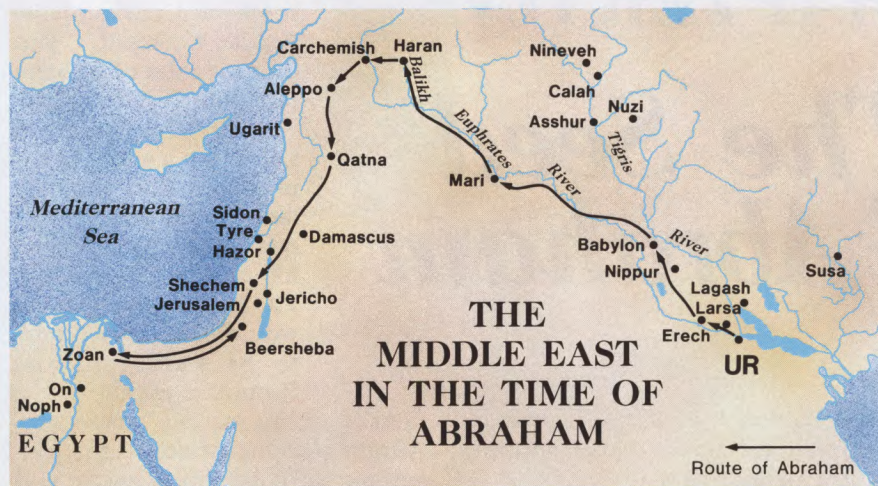 Carchemish
Haran
Nineveh
Balikh
Calah
Aleppo
Nuzi
Ugarit
Asshur
Euphrates
Tigris
Qatna
Mari
River
Mediterranean
Sea
Sidon
Tyre
Damascus
Hazor
Babylon
River
Nippur
Susa
Shechem
Jericho
Jerusalem
Lagash
Larsa
THE
MIDDLE EAST
IN THE TIME OF
ABRAHAM
Erech
UR
Zoan
Beersheba
On
Noph
EGYPT
Route of Abraham